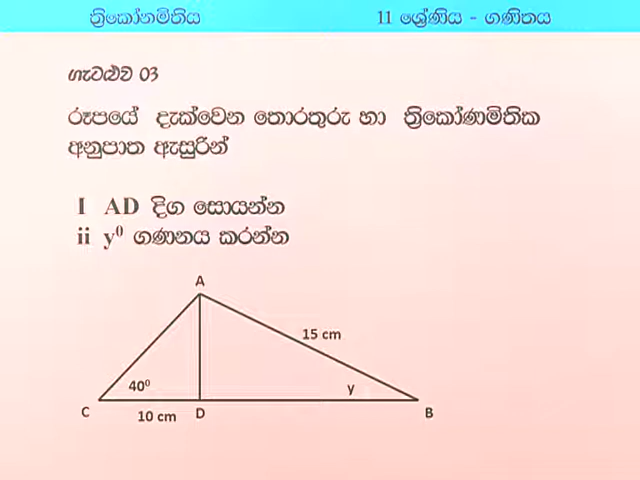 ත්‍රිකෝනමිතිය 11 ශ්‍රේණිය - ගණිතය
ගැටළුව 03
රූපයේ දැක්වෙන තොරතුරු හා ත්‍රිකෝණමිතික
අනුපාත ඇසුරින්
I AD දිග සොයන්න
ii y⁰ ගණනය කරන්න
A
15 cm
40⁰ y
C D B
10 cm